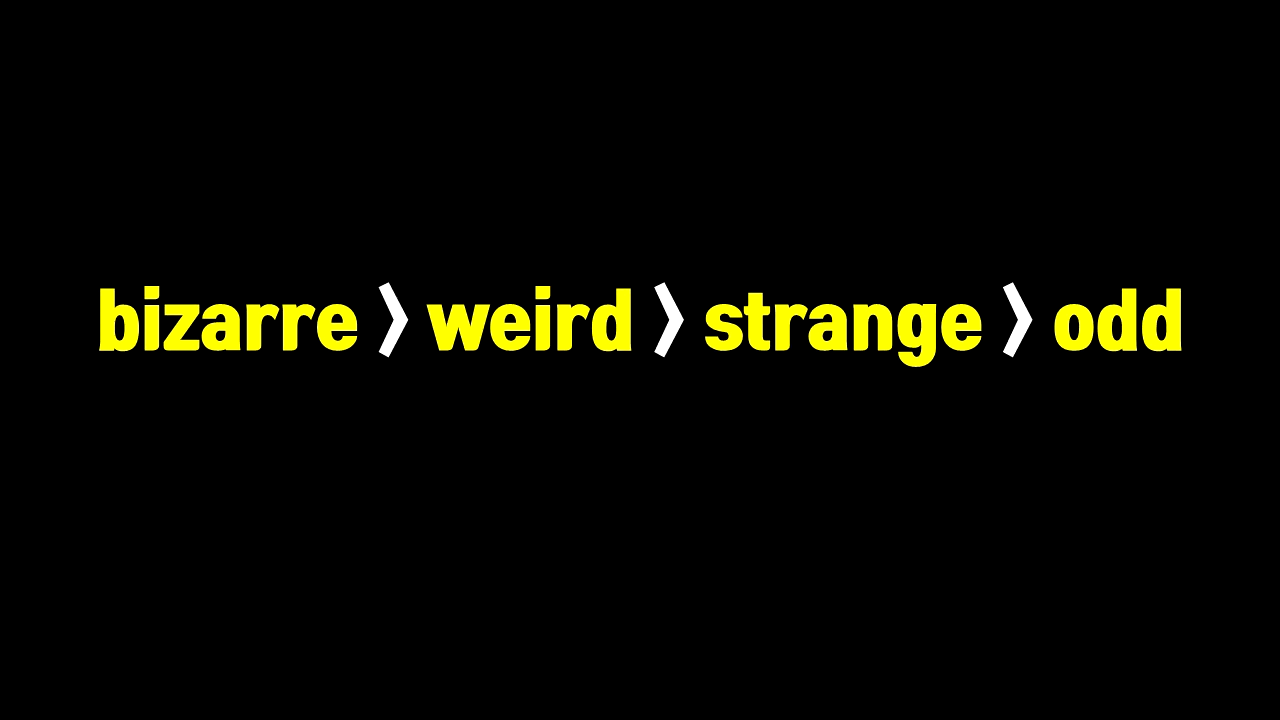 bizarre 〉 weird 〉 strange 〉 odd